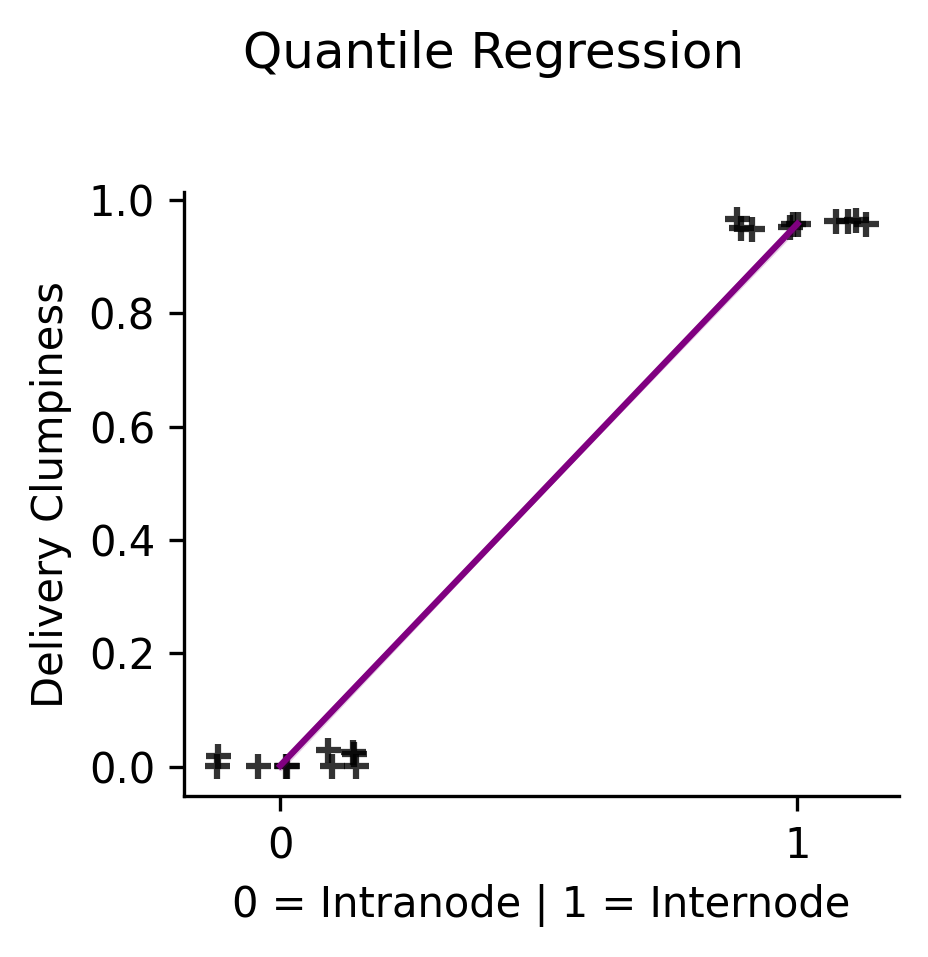 Quantile Regression
1.0
0.8
0.6
0.4
0.2
0.0
Delivery Clumpiness
0 1
0 = Intranode | 1 = Internode